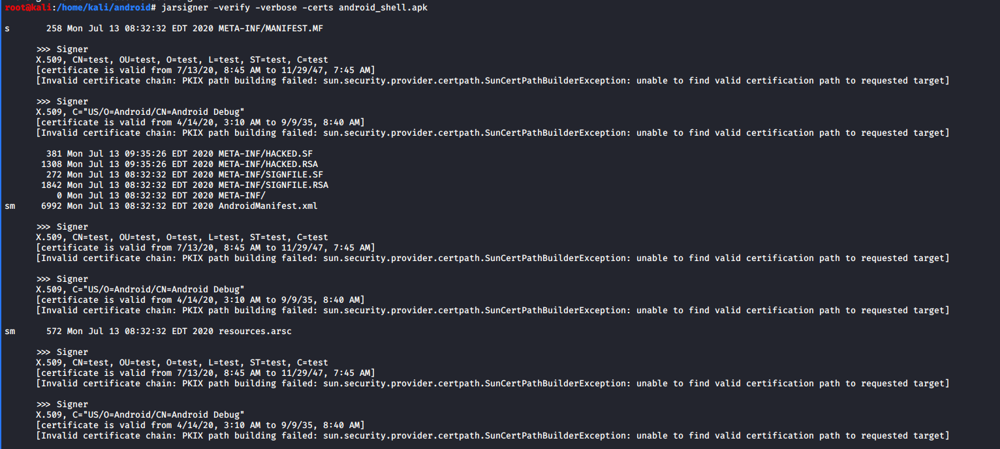 root@kali:/home/kali/android# jarsigner -verify -verbose -certs android_shell.apk
s 258 Mon Jul 13 08:32:32 EDT 2020 META-INF/MANIFEST.MF
>>> Signer
X.509, CN=test, OU=test, O=test, L=test, ST=test, C=test
[certificate is valid from 7/13/20, 8:45 AM to 11/29/47, 7:45 AM]
[Invalid certificate chain: PKIX path building failed: sun.security.provider.certpath.SunCertPathBuilderException: unable to find valid certification path to requested target]
>>> Signer
X.509, C="US/O=Android/CN=Android Debug"
[certificate is valid from 4/14/20, 3:10 AM to 9/9/35, 8:40 AM]
[Invalid certificate chain: PKIX path building failed: sun.security.provider.certpath.SunCertPathBuilderException: unable to find valid certification path to requested target]
381 Mon Jul 13 09:35:26 EDT 2020 META-INF/HACKED.SF
1308 Mon Jul 13 09:35:26 EDT 2020 META-INF/HACKED.RSA
272 Mon Jul 13 08:32:32 EDT 2020 META-INF/SIGNFILE.SF
1842 Mon Jul 13 08:32:32 EDT 2020 META-INF/SIGNFILE.RSA
0 Mon Jul 13 08:32:32 EDT 2020 META-INF/
sm 6992 Mon Jul 13 08:32:32 EDT 2020 AndroidManifest.xml
>>> Signer
X.509, CN=test, OU=test, O=test, L=test, ST=test, C=test
[certificate is valid from 7/13/20, 8:45 AM to 11/29/47, 7:45 AM]
[Invalid certificate chain: PKIX path building failed: sun.security.provider.certpath.SunCertPathBuilderException: unable to find valid certification path to requested target]
>>> Signer
X.509, C="US/O=Android/CN=Android Debug"
[certificate is valid from 4/14/20, 3:10 AM to 9/9/35, 8:40 AM]
[Invalid certificate chain: PKIX path building failed: sun.security.provider.certpath.SunCertPathBuilderException: unable to find valid certification path to requested target]
sm 572 Mon Jul 13 08:32:32 EDT 2020 resources.arsc
>>> Signer
X.509, CN=test, OU=test, O=test, L=test, ST=test, C=test
[certificate is valid from 7/13/20, 8:45 AM to 11/29/47, 7:45 AM]
[Invalid certificate chain: PKIX path building failed: sun.security.provider.certpath.SunCertPathBuilderException: unable to find valid certification path to requested target]
>>> Signer
X.509, C="US/O=Android/CN=Android Debug"
[certificate is valid from 4/14/20, 3:10 AM to 9/9/35, 8:40 AM]
[Invalid certificate chain: PKIX path building failed: sun.security.provider.certpath.SunCertPathBuilderException: unable to find valid certification path to requested target]